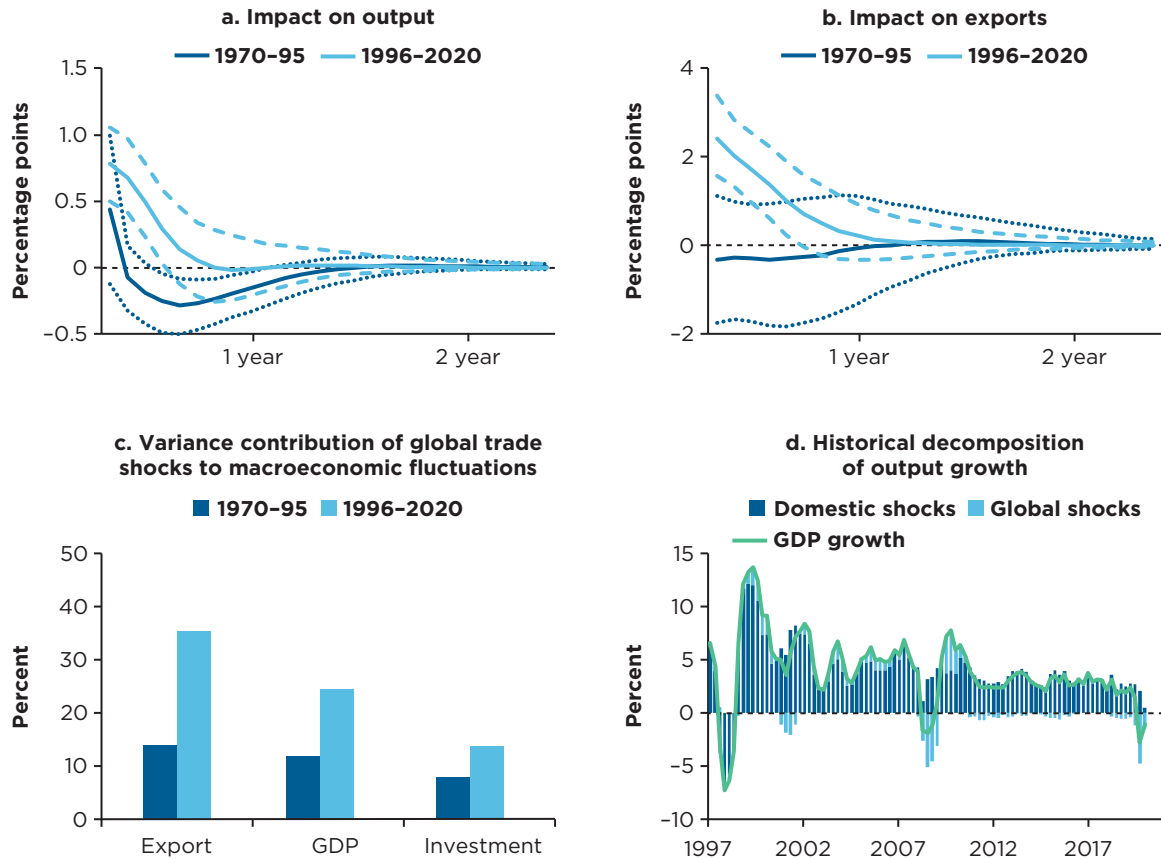 a. Impact on output
1970–95 1996–2020
Percentage points
1.5
1.0
0.5
0
–0.5
1 year 2 year
b. Impact on exports
1970–95 1996–2020
Percentage points
4
2
0
–2
1 year 2 year
c. Variance contribution of global trade
shocks to macroeconomic fluctuations
1970–95 1996–2020
Percent
50
40
30
20
10
0
Export GDP Investment
d. Historical decomposition
of output growth
Domestic shocks Global shocks
GDP growth
Percent
15
10
5
0
–5
–10
1997 2002 2007 2012 2017